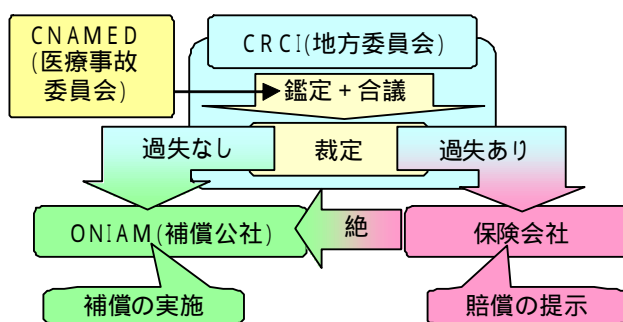 CNAMED
(医療事故
委員会)
CRCI(地方委員会)
鑑定+合議
過失なし
裁定
過失あり
ONIAM(補償公社)
絶
保険会社
補償の実施
賠償の提示